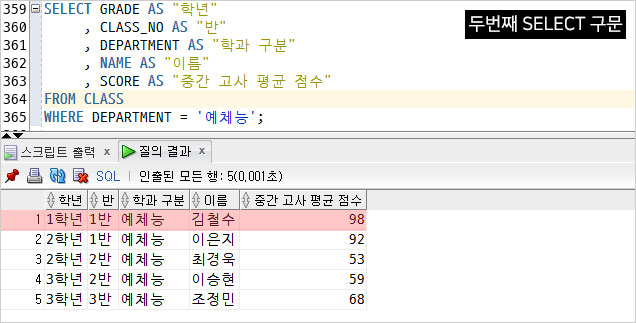 359 SELECT GRADE AS "학년"
두번째 SELECT 구문
360 , CLASS_NO AS "반"
361 , DEPARTMENT AS "학과 구분"
362 , NAME AS "이름"
363 , SCORE AS "중간 고사 평균 점수"
364 FROM CLASS
365 WHERE DEPARTMENT = '예체능';
스크립트 출력 x 질의 결과 x
SQL | 인출된 모든 행: 5(0,001초)
학년 반 학과 구분 이름 중간 고사 평균 점수
1 1학년 1반 예체능 김철수 98
2 2학년 1반 예체능 이은지 92
3 2학년 2반 예체능 최경욱 53
4 3학년 2반 예체능 이승현 59
5 3학년 3반 예체능 조정민 68